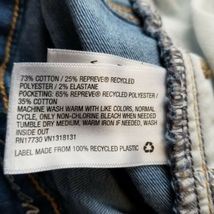 73% COTTON / 25% REPREVE® RECYCLED
POLYESTER / 2% ELASTANE
POCKETING: 65% REPREVE® RECYCLED POLYESTER /
35% COTTON
MACHINE WASH WARM WITH LIKE COLORS, NORMAL
CYCLE, ONLY NON-CHLORINE BLEACH WHEN NEEDED
TUMBLE DRY MEDIUM, WARM IRON IF NEEDED, WASH
INSIDE OUT
RN17730 VN1318131
LABEL MADE FROM 100% RECYCLED PLASTIC